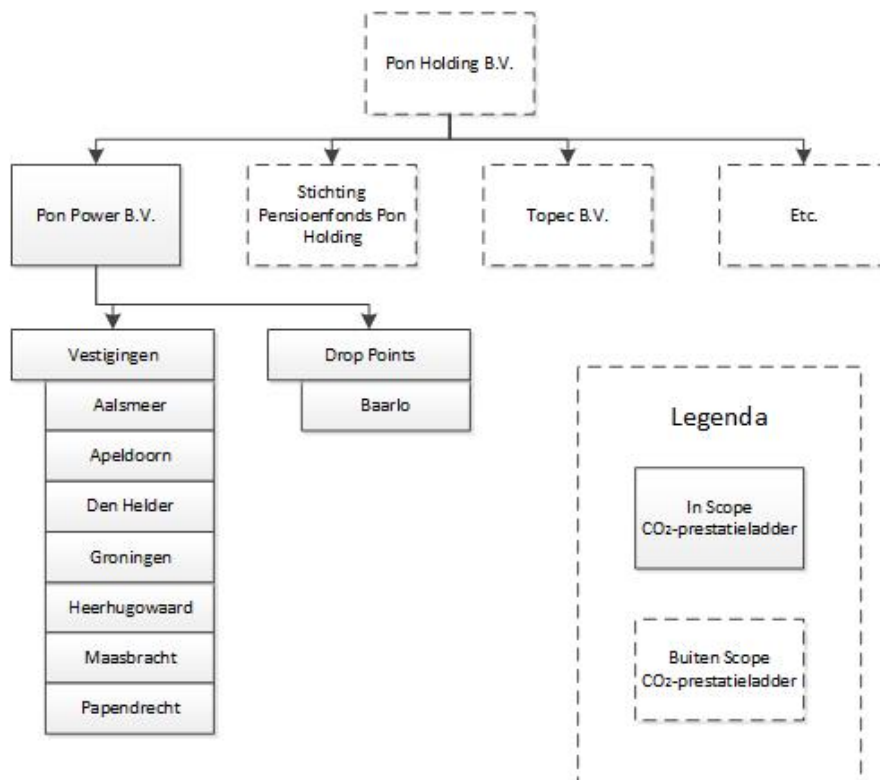 Pon Holding B.V.
Pon Power B.V.
Stichting
Pensioenfonds Pon
Holding
Topec B.V.
Etc.
Vestigingen
Aalsmeer
Apeldoorn
Den Helder
Groningen
Heerhugowaard
Maasbracht
Papendrecht
Drop Points
Baarlo
Legenda
In Scope
CO₂-prestatieladder
Buiten Scope
CO₂-prestatieladder